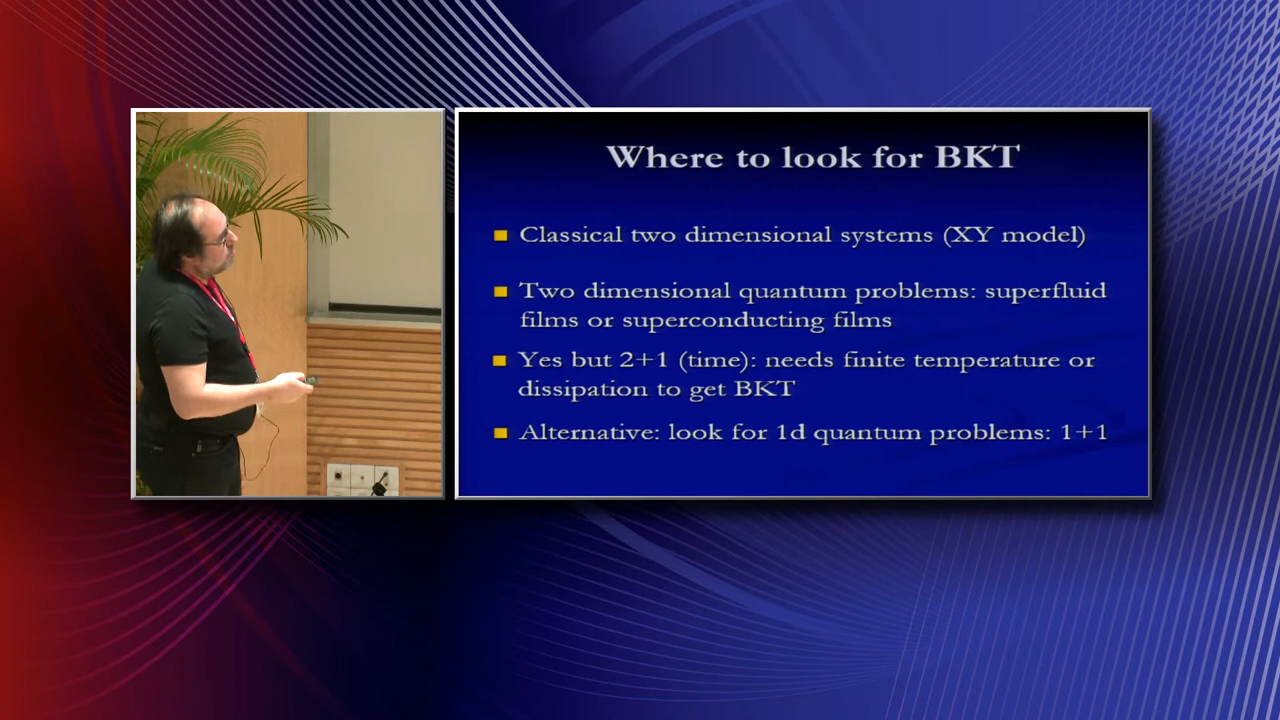 Where to look for BKT
Classical two dimensional systems (XY model)
Two dimensional quantum problems: superfluid
films or superconducting films
Yes but 2+1 (time): needs finite temperature or
dissipation to get BKT
Alternative: look for 1d quantum problems: 1+1